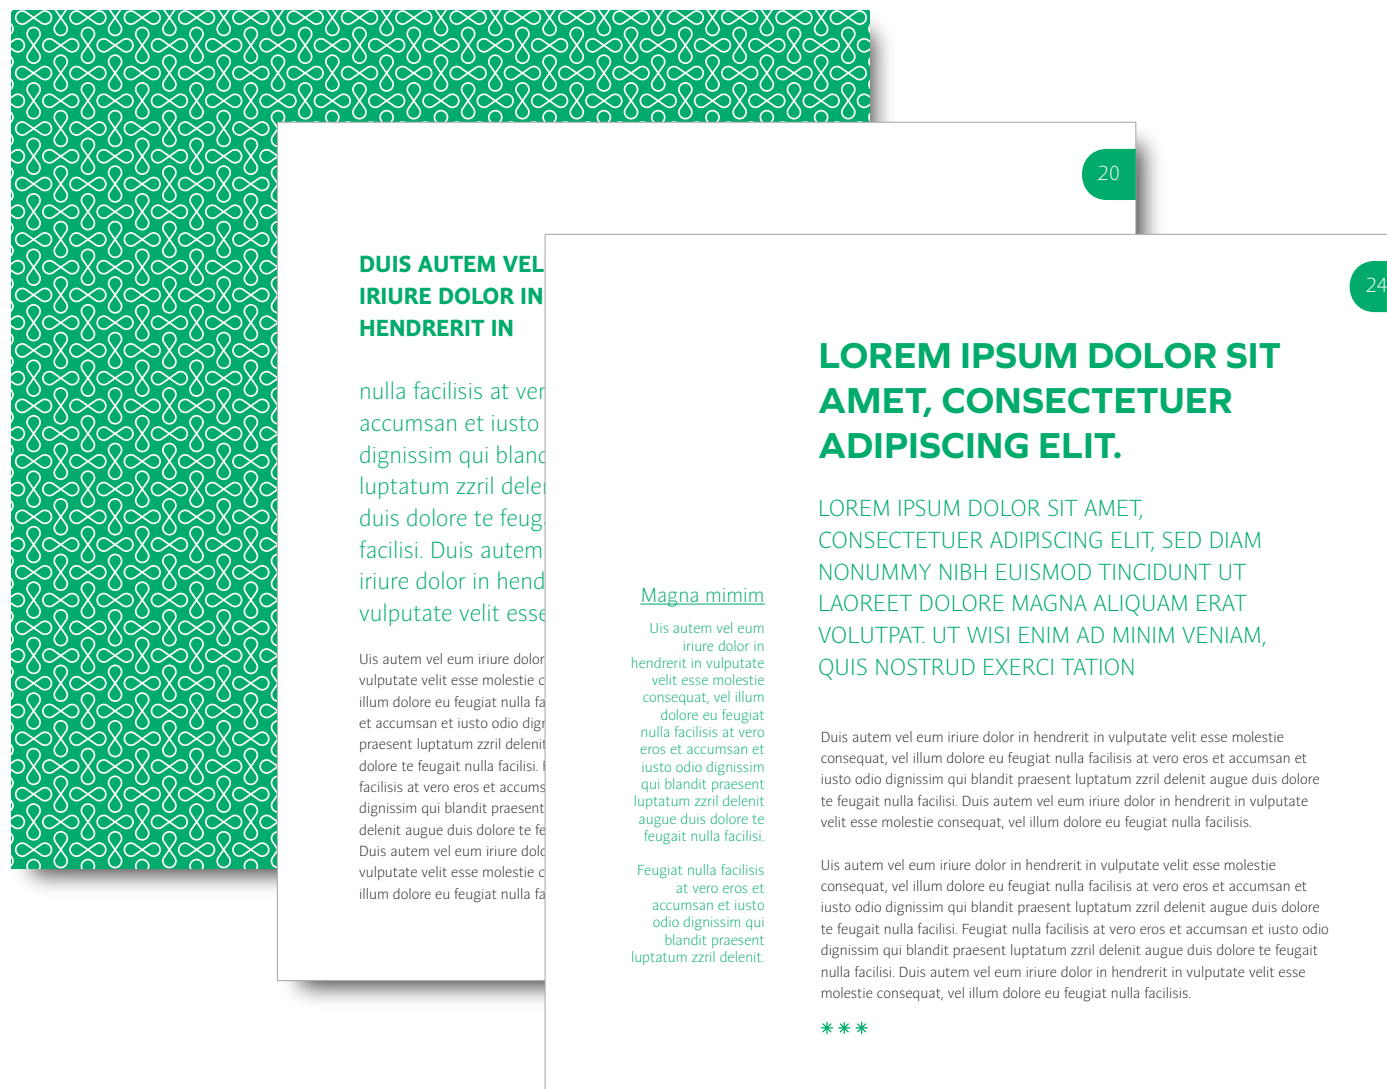 20
DUIS AUTEM VEL
IRIURE DOLOR IN
HENDRERIT IN
nulla facilisis at ver
accumsan et iusto
dignissim qui bland
luptatum zzril dele
duis dolore te feug
facilisi. Duis autem
iriure dolor in hend
vulputate velit esse
Uis autem vel eum iriure dolor
vulputate velit esse molestie c
illum dolore eu feugiat nulla fa
et accumsan et iusto odio digr
praesent luptatum zzril delenit
dolore te feugait nulla facilisi.
facilisis at vero eros et accums
dignissim qui blandit praesent
delenit augue duis dolore te fe
Duis autem vel eum iriure dolo
vulputate velit esse molestie c
illum dolore eu feugiat nulla fa
24
LOREM IPSUM DOLOR SIT
AMET, CONSECTETUER
ADIPISCING ELIT.
LOREM IPSUM DOLOR SIT AMET,
CONSECTETUER ADIPISCING ELIT, SED DIAM
NONUMMY NIBH EUISMOD TINCIDUNT UT
LAOREET DOLORE MAGNA ALIQUAM ERAT
VOLUTPAT. UT WISI ENIM AD MINIM VENIAM,
QUIS NOSTRUD EXERCI TATION
Magna mimim
Uis autem vel eum
iriure dolor in
hendrerit in vulputate
velit esse molestie
consequat, vel illum
dolore eu feugiat
nulla facilisis at vero
eros et accumsan et
iusto odio dignissim
qui blandit praesent
luptatum zzril delenit
augue duis dolore te
feugait nulla facilisi.
Feugiat nulla facilisis
at vero eros et
accumsan et iusto
odio dignissim qui
blandit praesent
luptatum zzril delenit.
Duis autem vel eum iriure dolor in hendrerit in vulputate velit esse molestie
consequat, vel illum dolore eu feugiat nulla facilisis at vero eros et accumsan et
iusto odio dignissim qui blandit praesent luptatum zzril delenit augue duis dolore
te feugait nulla facilisi. Duis autem vel eum iriure dolor in hendrerit in vulputate
velit esse molestie consequat, vel illum dolore eu feugiat nulla facilisis.
Uis autem vel eum iriure dolor in hendrerit in vulputate velit esse molestie
consequat, vel illum dolore eu feugiat nulla facilisis at vero eros et accumsan et
iusto odio dignissim qui blandit praesent luptatum zzril delenit augue duis dolore
te feugait nulla facilisi. Feugiat nulla facilisis at vero eros et accumsan et iusto odio
dignissim qui blandit praesent luptatum zzril delenit augue duis dolore te feugait
nulla facilisi. Duis autem vel eum iriure dolor in hendrerit in vulputate velit esse
molestie consequat, vel illum dolore eu feugiat nulla facilisis.